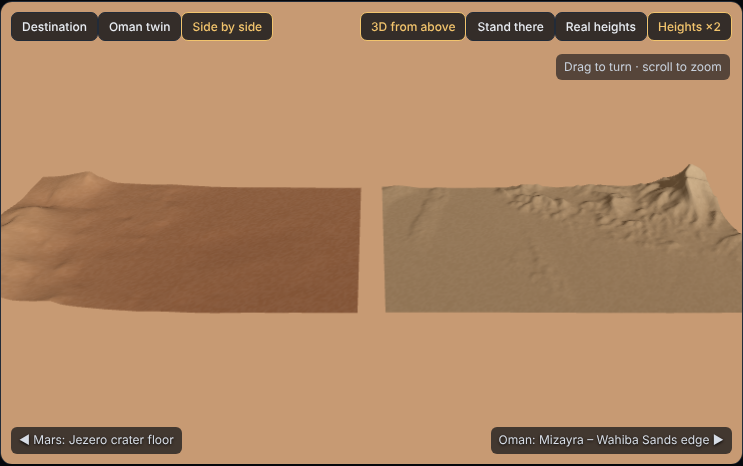 Destination
Oman twin
Side by side
3D from above
Stand there
Real heights
Heights ×2
Drag to turn · scroll to zoom
◀ Mars: Jezero crater floor
Oman: Mizayra – Wahiba Sands edge ▶